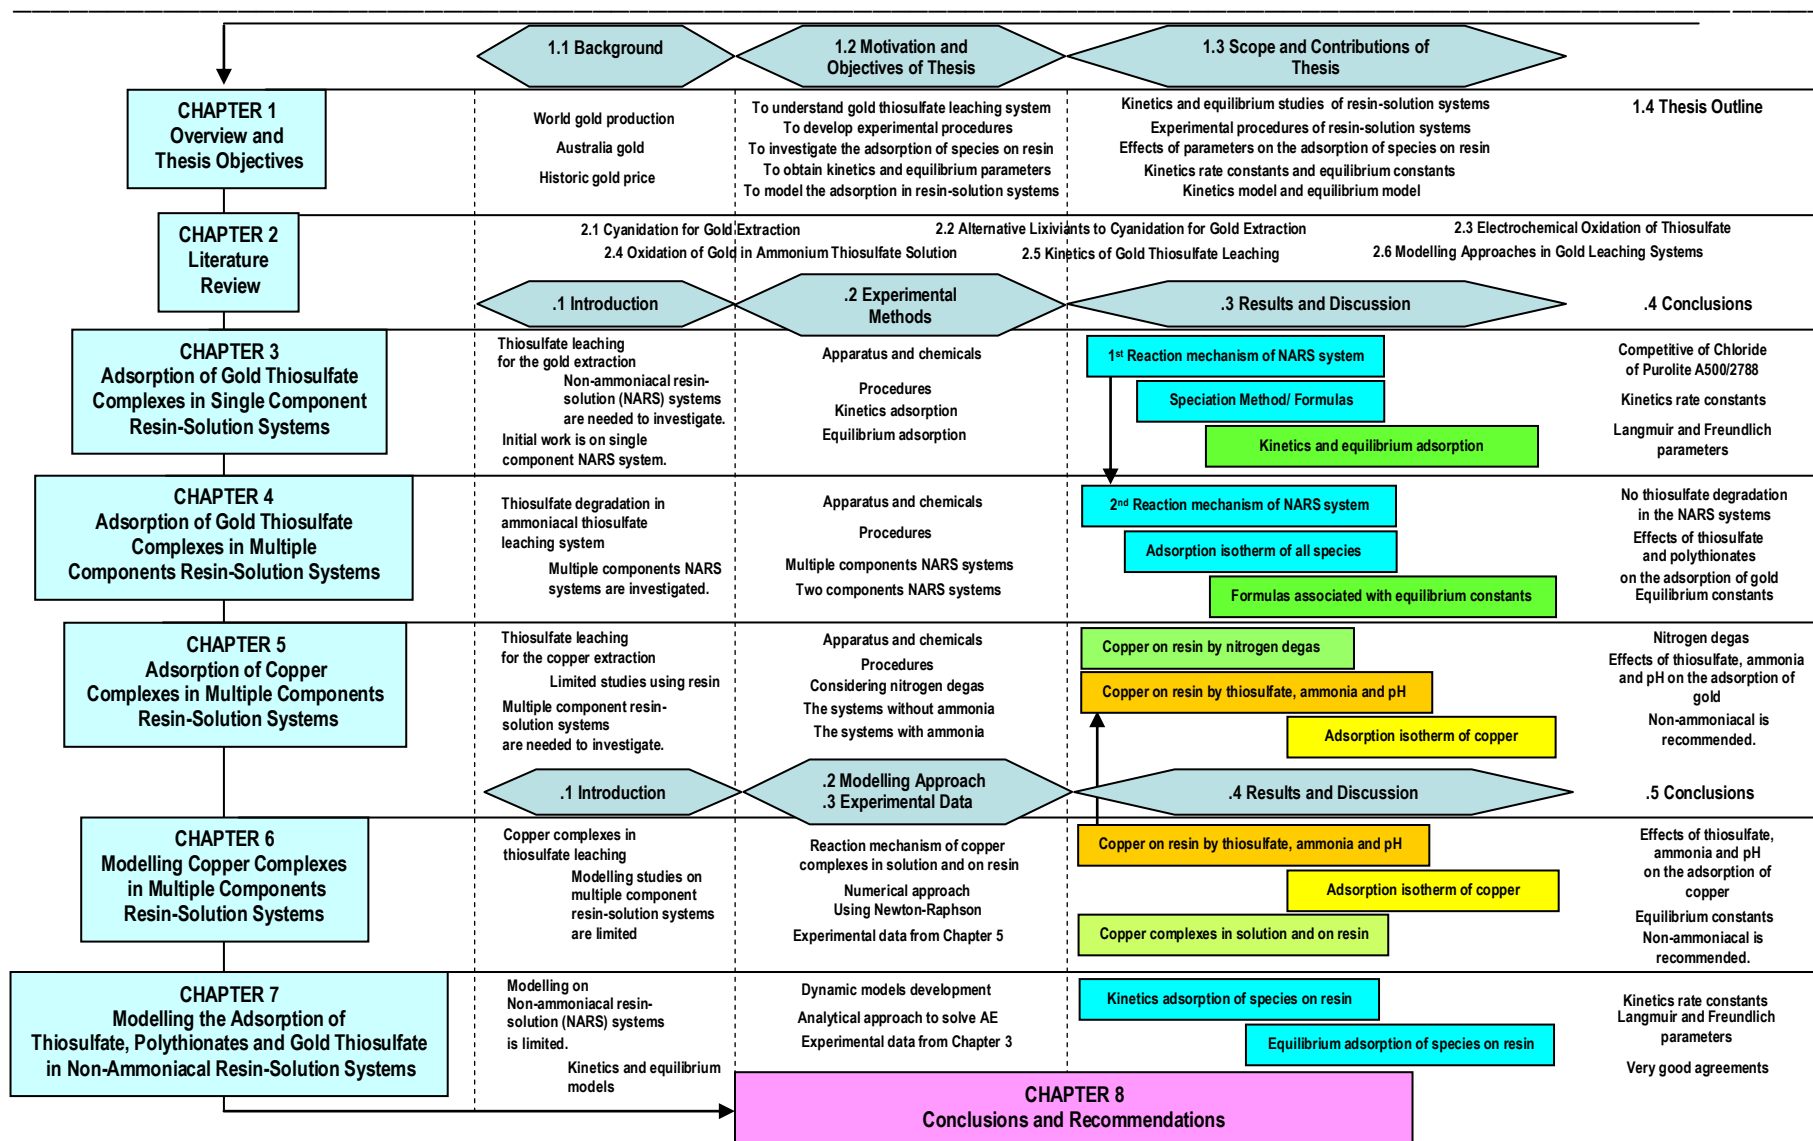 1.1 Background
1.2 Motivation and
Objectives of Thesis
1.3 Scope and Contributions of
Thesis
CHAPTER 1
Overview and
Thesis Objectives
World gold production
Australia gold
Historic gold price
To understand gold thiosulfate leaching system
To develop experimental procedures
To investigate the adsorption of species on resin
To obtain kinetics and equilibrium parameters
To model the adsorption in resin-solution systems
Kinetics and equilibrium studies of resin-solution systems
Experimental procedures of resin-solution systems
Effects of parameters on the adsorption of species on resin
Kinetics rate constants and equilibrium constants
Kinetics model and equilibrium model
1.4 Thesis Outline
CHAPTER 2
Literature
Review
2.1 Cyanidation for Gold Extraction
2.2 Alternative Lixiviants to Cyanidation for Gold Extraction
2.3 Electrochemical Oxidation of Thiosulfate
2.4 Oxidation of Gold in Ammonium Thiosulfate Solution
2.5 Kinetics of Gold Thiosulfate Leaching
2.6 Modelling Approaches in Gold Leaching Systems
.1 Introduction
.2 Experimental
Methods
.3 Results and Discussion
.4 Conclusions
CHAPTER 3
Adsorption of Gold Thiosulfate
Complexes in Single Component
Resin-Solution Systems
Thiosulfate leaching
for the gold extraction
Non-ammoniacal resin-
solution (NARS) systems
are needed to investigate.
Initial work is on single
component NARS system.
Apparatus and chemicals
Procedures
Kinetics adsorption
Equilibrium adsorption
1st Reaction mechanism of NARS system
Speciation Method/ Formulas
Kinetics and equilibrium adsorption
Competitive of Chloride
of Purolite A500/2788
Kinetics rate constants
Langmuir and Freundlich
parameters
CHAPTER 4
Adsorption of Gold Thiosulfate
Complexes in Multiple
Components Resin-Solution Systems
Thiosulfate degradation in
ammoniacal thiosulfate
leaching system
Multiple components NARS
systems are investigated.
Apparatus and chemicals
Procedures
Multiple components NARS systems
Two components NARS systems
2nd Reaction mechanism of NARS system
Adsorption isotherm of all species
Formulas associated with equilibrium constants
No thiosulfate degradation
in the NARS systems
Effects of thiosulfate
and polythionates
on the adsorption of gold
Equilibrium constants
CHAPTER 5
Adsorption of Copper
Complexes in Multiple Components
Resin-Solution Systems
Thiosulfate leaching
for the copper extraction
Limited studies using resin
Multiple component resin-
solution systems
are needed to investigate.
Apparatus and chemicals
Procedures
Considering nitrogen degas
The systems without ammonia
The systems with ammonia
Copper on resin by nitrogen degas
Copper on resin by thiosulfate, ammonia and pH
Adsorption isotherm of copper
Nitrogen degas
Effects of thiosulfate, ammonia
and pH on the adsorption of
gold
Non-ammoniacal is
recommended.
.1 Introduction
.2 Modelling Approach
.3 Experimental Data
.4 Results and Discussion
.5 Conclusions
CHAPTER 6
Modelling Copper Complexes
in Multiple Components
Resin-Solution Systems
Copper complexes in
thiosulfate leaching
Modelling studies on
multiple component
resin-solution systems
are limited
Reaction mechanism of copper
complexes in solution and on resin
Numerical approach
Using Newton-Raphson
Experimental data from Chapter 5
Copper on resin by thiosulfate, ammonia and pH
Adsorption isotherm of copper
Copper complexes in solution and on resin
Effects of thiosulfate,
ammonia and pH
on the adsorption of
copper
Equilibrium constants
Non-ammoniacal is
recommended.
CHAPTER 7
Modelling the Adsorption of
Thiosulfate, Polythionates and Gold Thiosulfate
in Non-Ammoniacal Resin-Solution Systems
Modelling on
Non-ammoniacal resin-
solution (NARS) systems
is limited.
Kinetics and equilibrium
models
Dynamic models development
Analytical approach to solve AE
Experimental data from Chapter 3
Kinetics adsorption of species on resin
Equilibrium adsorption of species on resin
Kinetics rate constants
Langmuir and Freundlich
parameters
Very good agreements
CHAPTER 8
Conclusions and Recommendations